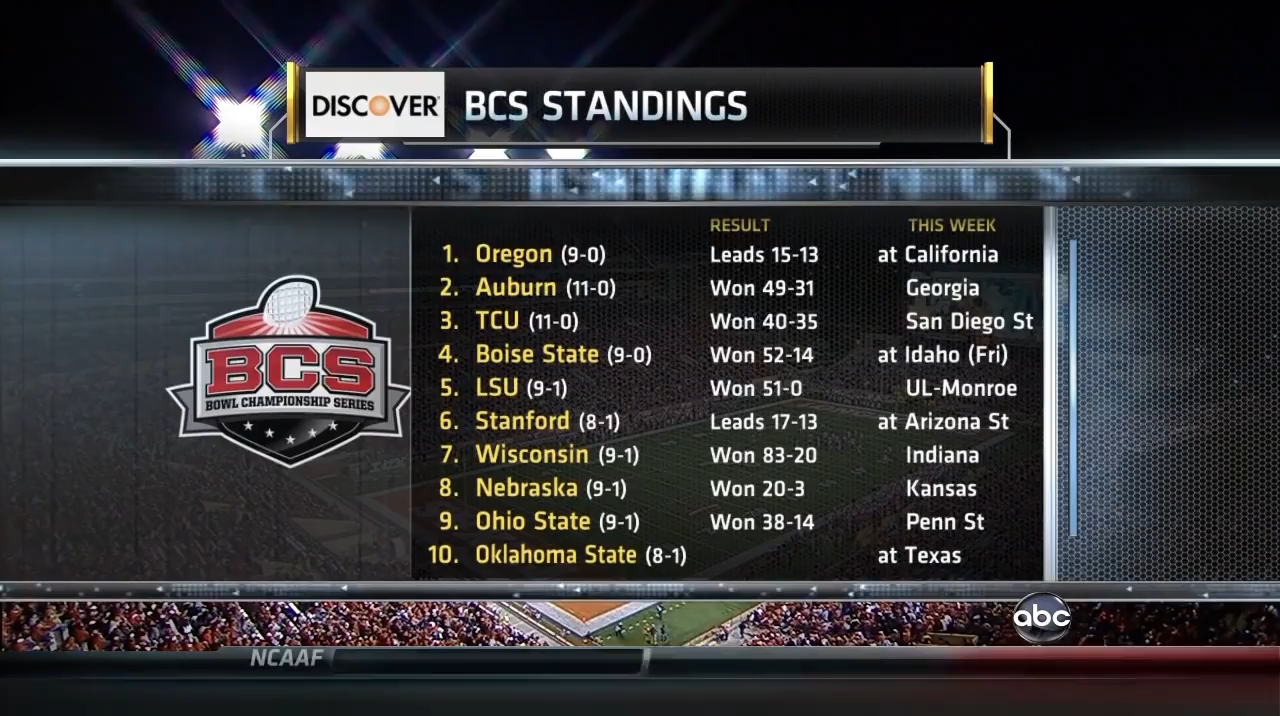 DISCOVER BCS STANDINGS
RESULT THIS WEEK
1. Oregon (9-0) Leads 15-13 at California
2. Auburn (11-0) Won 49-31 Georgia
3. TCU (11-0) Won 40-35 San Diego St
4. Boise State (9-0) Won 52-14 at Idaho (Fri)
5. LSU (9-1) Won 51-0 UL-Monroe
6. Stanford (8-1) Leads 17-13 at Arizona St
7. Wisconsin (9-1) Won 83-20 Indiana
8. Nebraska (9-1) Won 20-3 Kansas
9. Ohio State (9-1) Won 38-14 Penn St
10. Oklahoma State (8-1) at Texas
BCS
BOWL CHAMPIONSHIP SERIES
abc
NCAAF